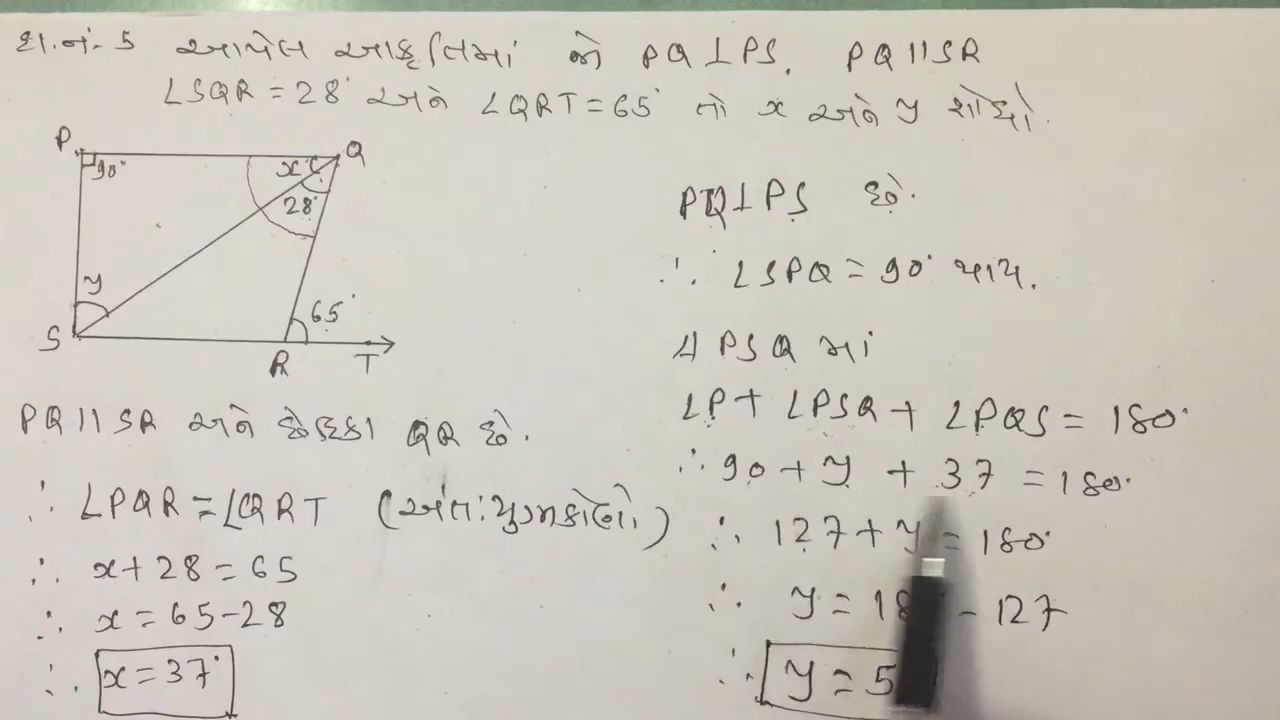 દા.નં.-5 આપેલ આકૃતિમાં જો PQ⊥PS, PQ||SR
∠SQR = 28° અને ∠QRT = 65° તો x અને y શોધો.
P
90°
x
Q
28°
y
65°
S
R
T
PQ||SR અને છેદિકા QR છે.
∴ ∠PQR = ∠QRT (અંતઃયુગ્મકોણો)
∴ x + 28 = 65
∴ x = 65 - 28
∴ x = 37°
PQ⊥PS છે.
∴ ∠SPQ = 90° થાય.
△ PSQ માં
∠P + ∠PSQ + ∠PQS = 180°
∴ 90 + y + 37 = 180°
∴ 127 + y = 180°
∴ y = 18 - 127
∴ y = 5